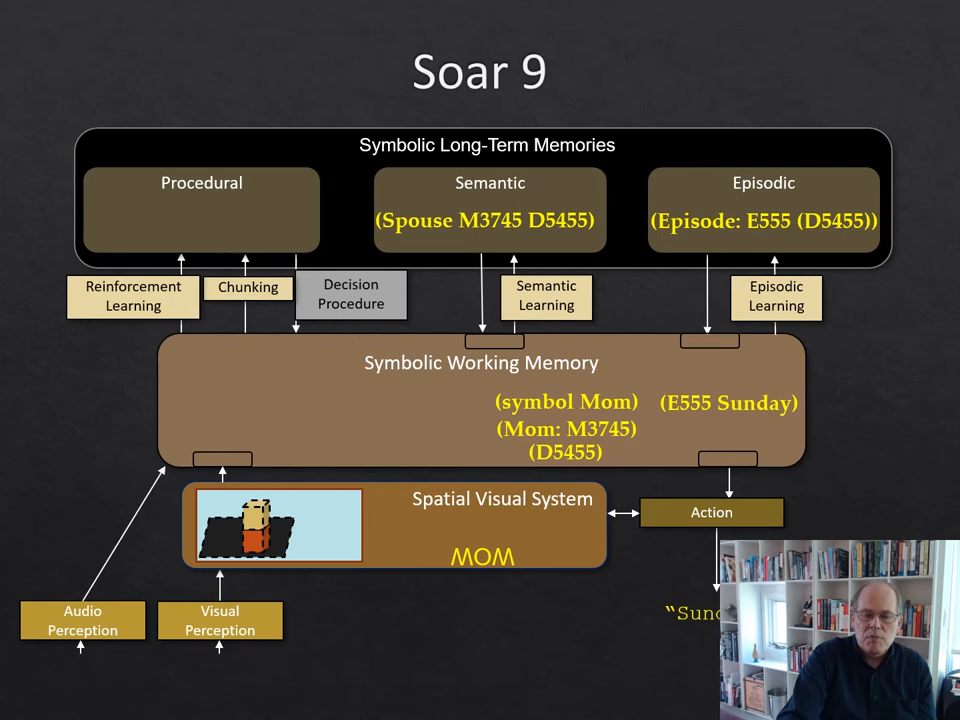 Soar 9
Symbolic Long-Term Memories
Procedural
Semantic
Episodic
(Spouse M3745 D5455)
(Episode: E555 (D5455))
Reinforcement
Learning
Chunking
Decision
Procedure
Semantic
Learning
Episodic
Learning
Symbolic Working Memory
(symbol Mom)
(E555 Sunday)
(Mom: M3745)
(D5455)
Spatial Visual System
MOM
Action
Audio
Perception
Visual
Perception